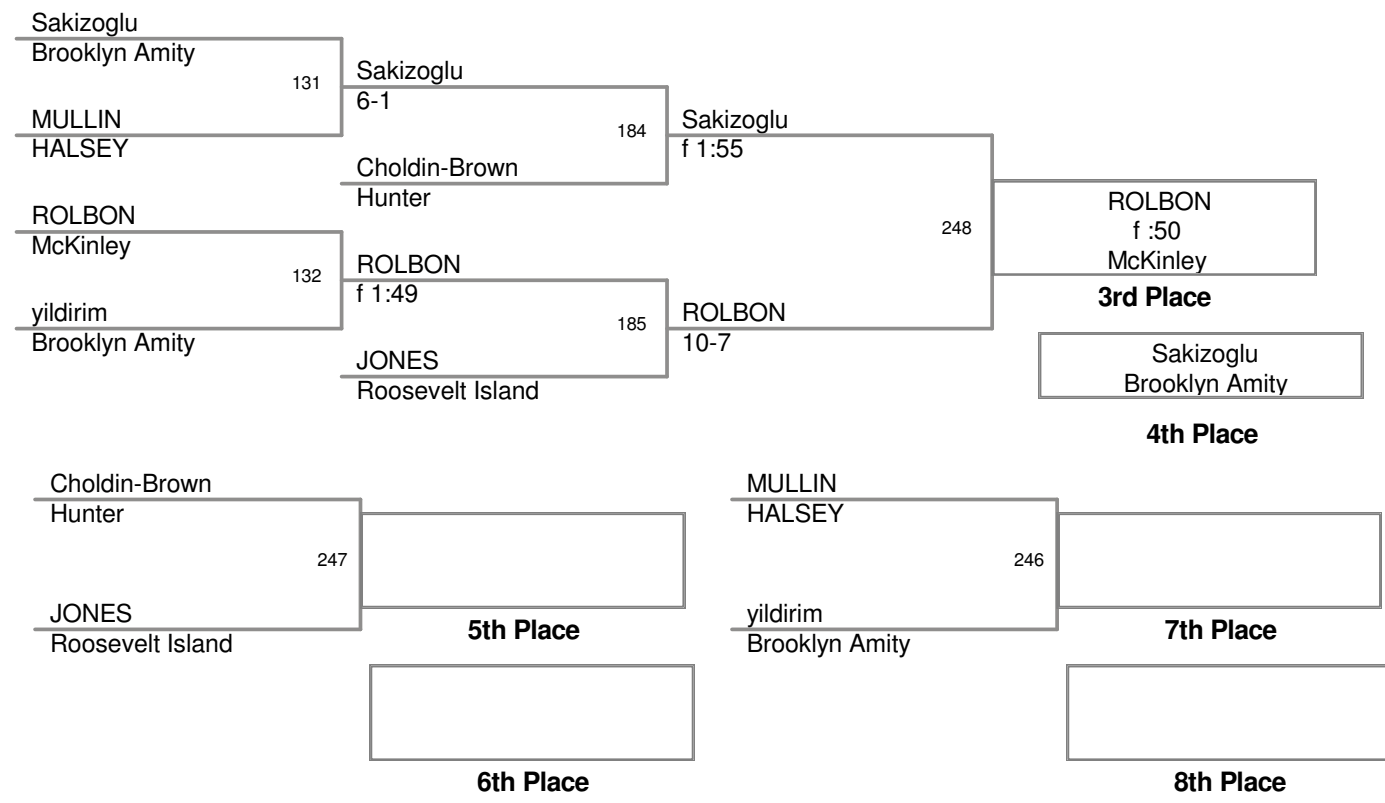 Sakizoglu
Brooklyn Amity
131
Sakizoglu
6-1
MULLIN
HALSEY
184
Sakizoglu
f 1:55
Choldin-Brown
Hunter
ROLBON
McKinley
132
ROLBON
f 1:49
yildirim
Brooklyn Amity
185
ROLBON
10-7
JONES
Roosevelt Island
248
ROLBON
f :50
McKinley
3rd Place
Sakizoglu
Brooklyn Amity
4th Place
Choldin-Brown
Hunter
247
JONES
Roosevelt Island
5th Place
6th Place
MULLIN
HALSEY
246
yildirim
Brooklyn Amity
7th Place
8th Place